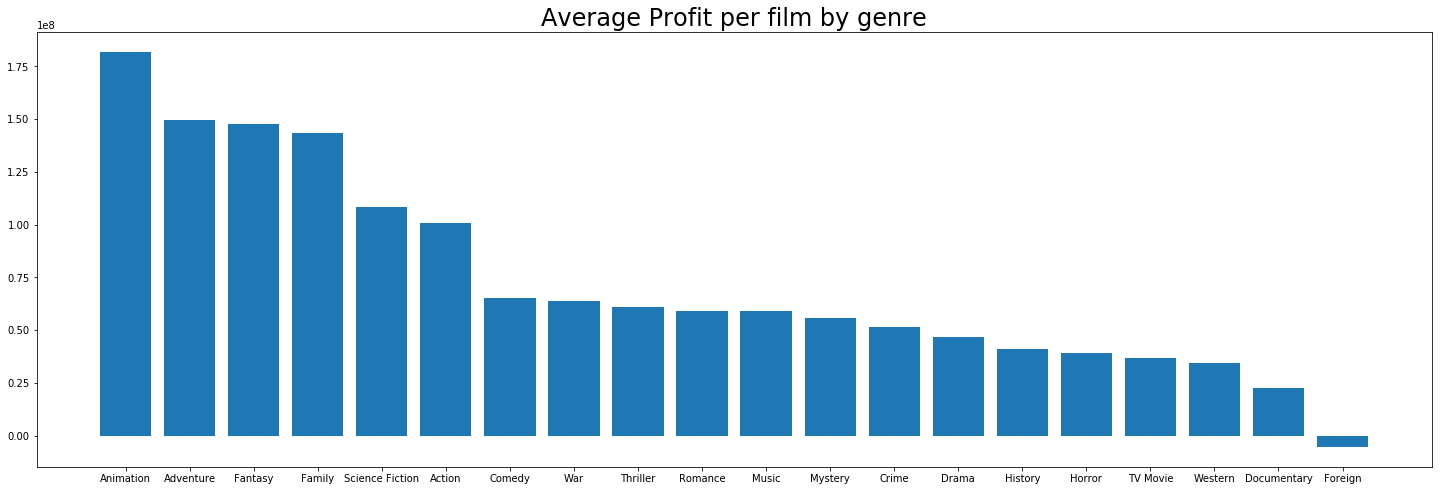 Average Profit per film by genre
1e8
1.75
1.50
1.25
1.00
0.75
0.50
0.25
0.00
Animation Adventure Fantasy Family Science Fiction Action Comedy War Thriller Romance Music Mystery Crime Drama History Horror TV Movie Western Documentary Foreign